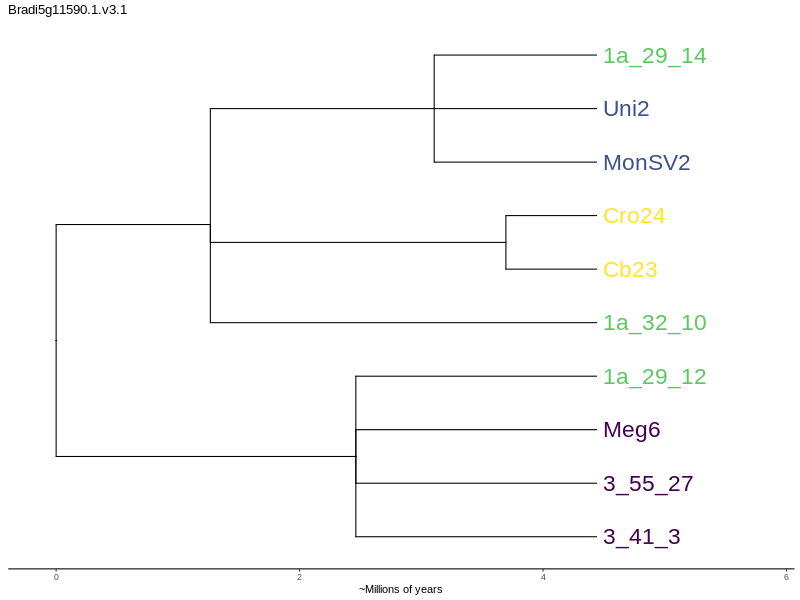 Bradi5g11590.1.v3.1
1a_29_14
Uni2
MonSV2
Cro24
Cb23
1a_32_10
1a_29_12
Meg6
3_55_27
3_41_3
0 2 4 6
~Millions of years